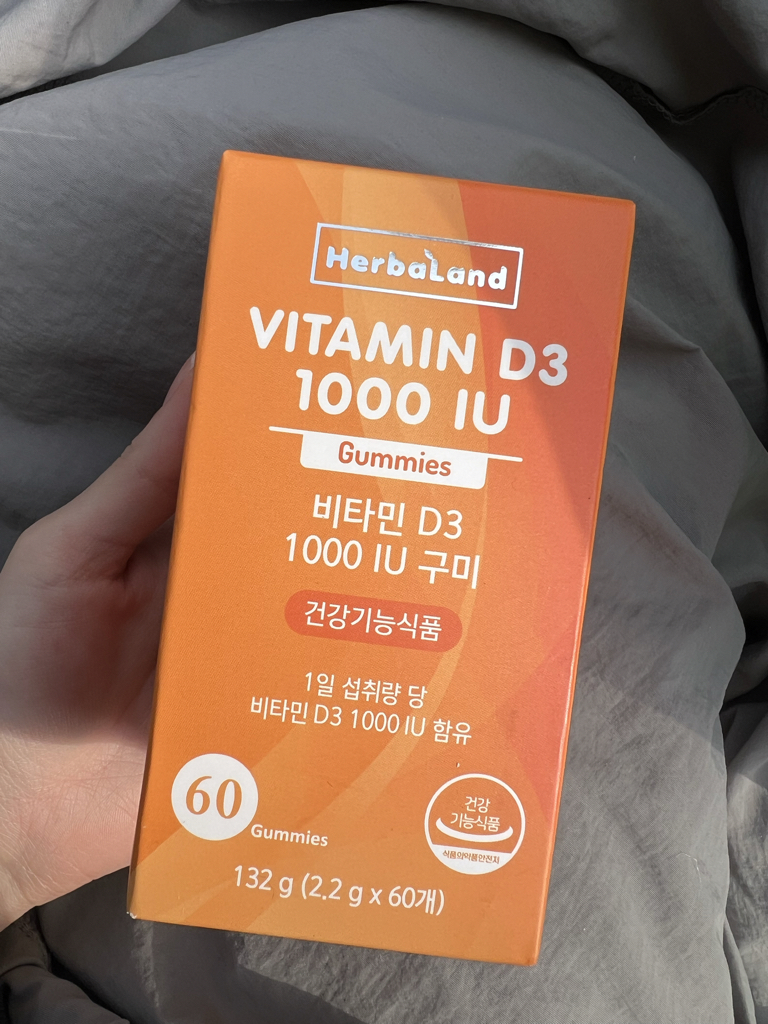 HerbaLand
VITAMIN D3
1000 IU
Gummies
비타민 D3
1000 IU 구미
건강기능식품
1일 섭취량 당
비타민 D3 1000 IU 함유
60
Gummies
건강
기능식품
식품의약품안전처
132 g (2.2 g x 60개)